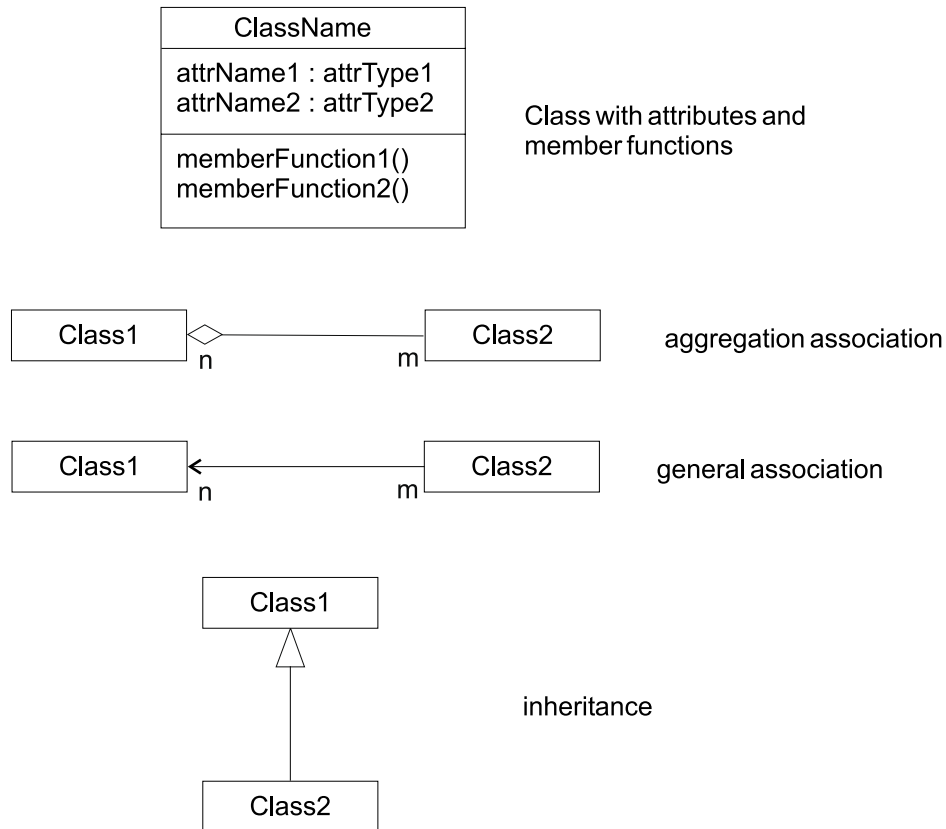 ClassName
attrName1 : attrType1
attrName2 : attrType2
memberFunction1()
memberFunction2()
Class with attributes and
member functions
Class1
n
m
Class2
aggregation association
Class1
n
m
Class2
general association
Class1
inheritance
Class2